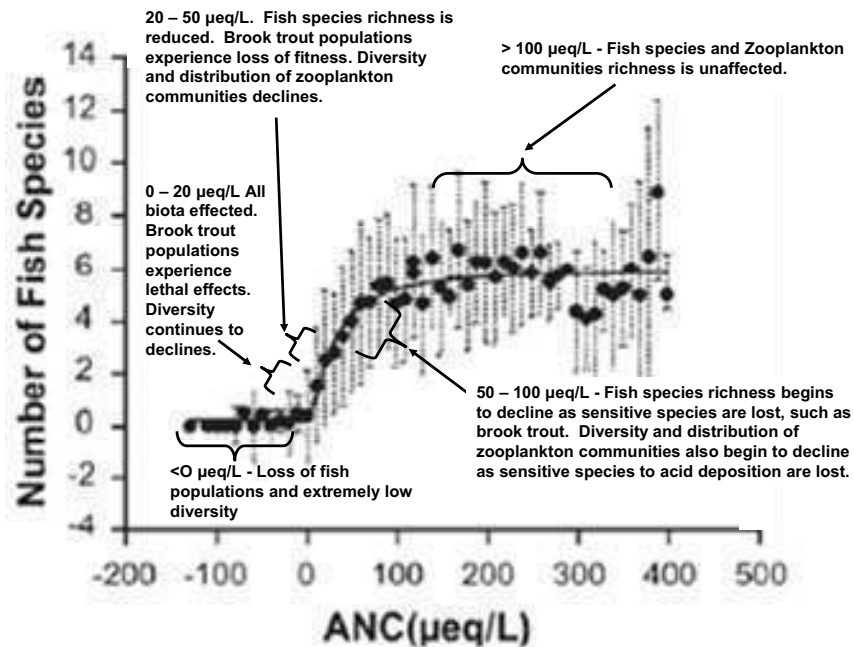 20 – 50 µeq/L. Fish species richness is
reduced. Brook trout populations
experience loss of fitness. Diversity
and distribution of zooplankton
communities declines.
> 100 µeq/L - Fish species and Zooplankton
communities richness is unaffected.
0 – 20 µeq/L All
biota effected.
Brook trout
populations
experience
lethal effects.
Diversity
continues to
declines.
50 – 100 µeq/L - Fish species richness begins
to decline as sensitive species are lost, such as
brook trout. Diversity and distribution of
zooplankton communities also begin to decline
as sensitive species to acid deposition are lost.
<O µeq/L - Loss of fish
populations and extremely low
diversity
Number of Fish Species
14
12
10
8
6
4
2
0
-2
-4
-200 -100 0 100 200 300 400 500
ANC(µeq/L)